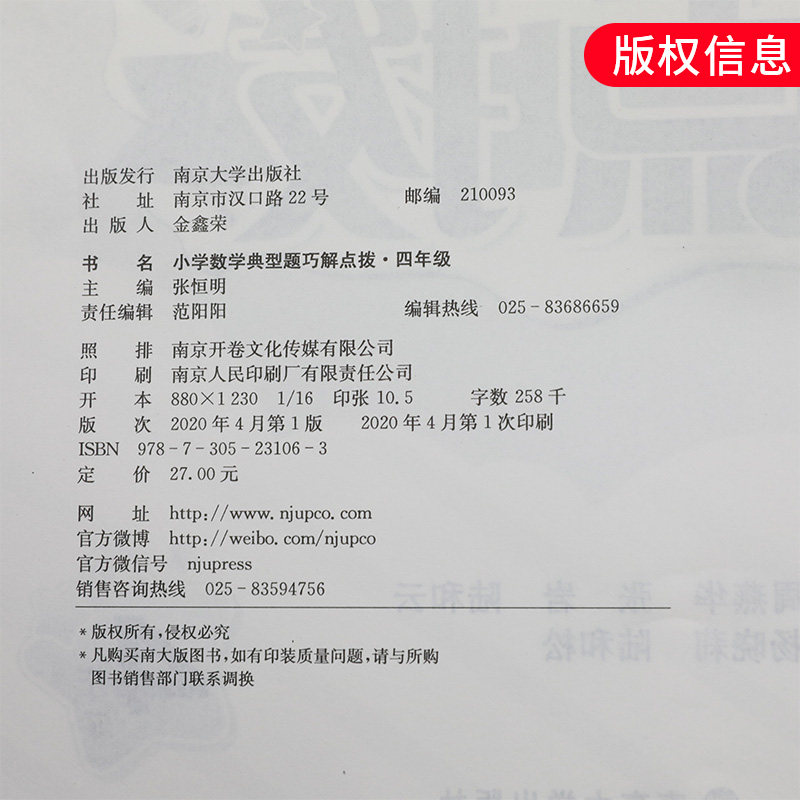 版权信息
出版发行 南京大学出版社
社 址 南京市汉口路22号 邮编 210093
出 版 人 金鑫荣
书 名 小学数学典型题巧解点拨·四年级
主 编 张恒明
责任编辑 范阳阳 编辑热线 025-83686659
照 排 南京开卷文化传媒有限公司
印 刷 南京人民印刷厂有限责任公司
开 本 880×1230 1/16 印张 10.5 字数 258千
版 次 2020年4月第1版 2020年4月第1次印刷
ISBN 978-7-305-23106-3
定 价 27.00元
网 址 http://www.njupco.com
官方微博 http://weibo.com/njupco
官方微信号 njupress
销售咨询热线 025-83594756
* 版权所有,侵权必究
* 凡购买南大版图书,如有印装质量问题,请与所购
图书销售部门联系调换